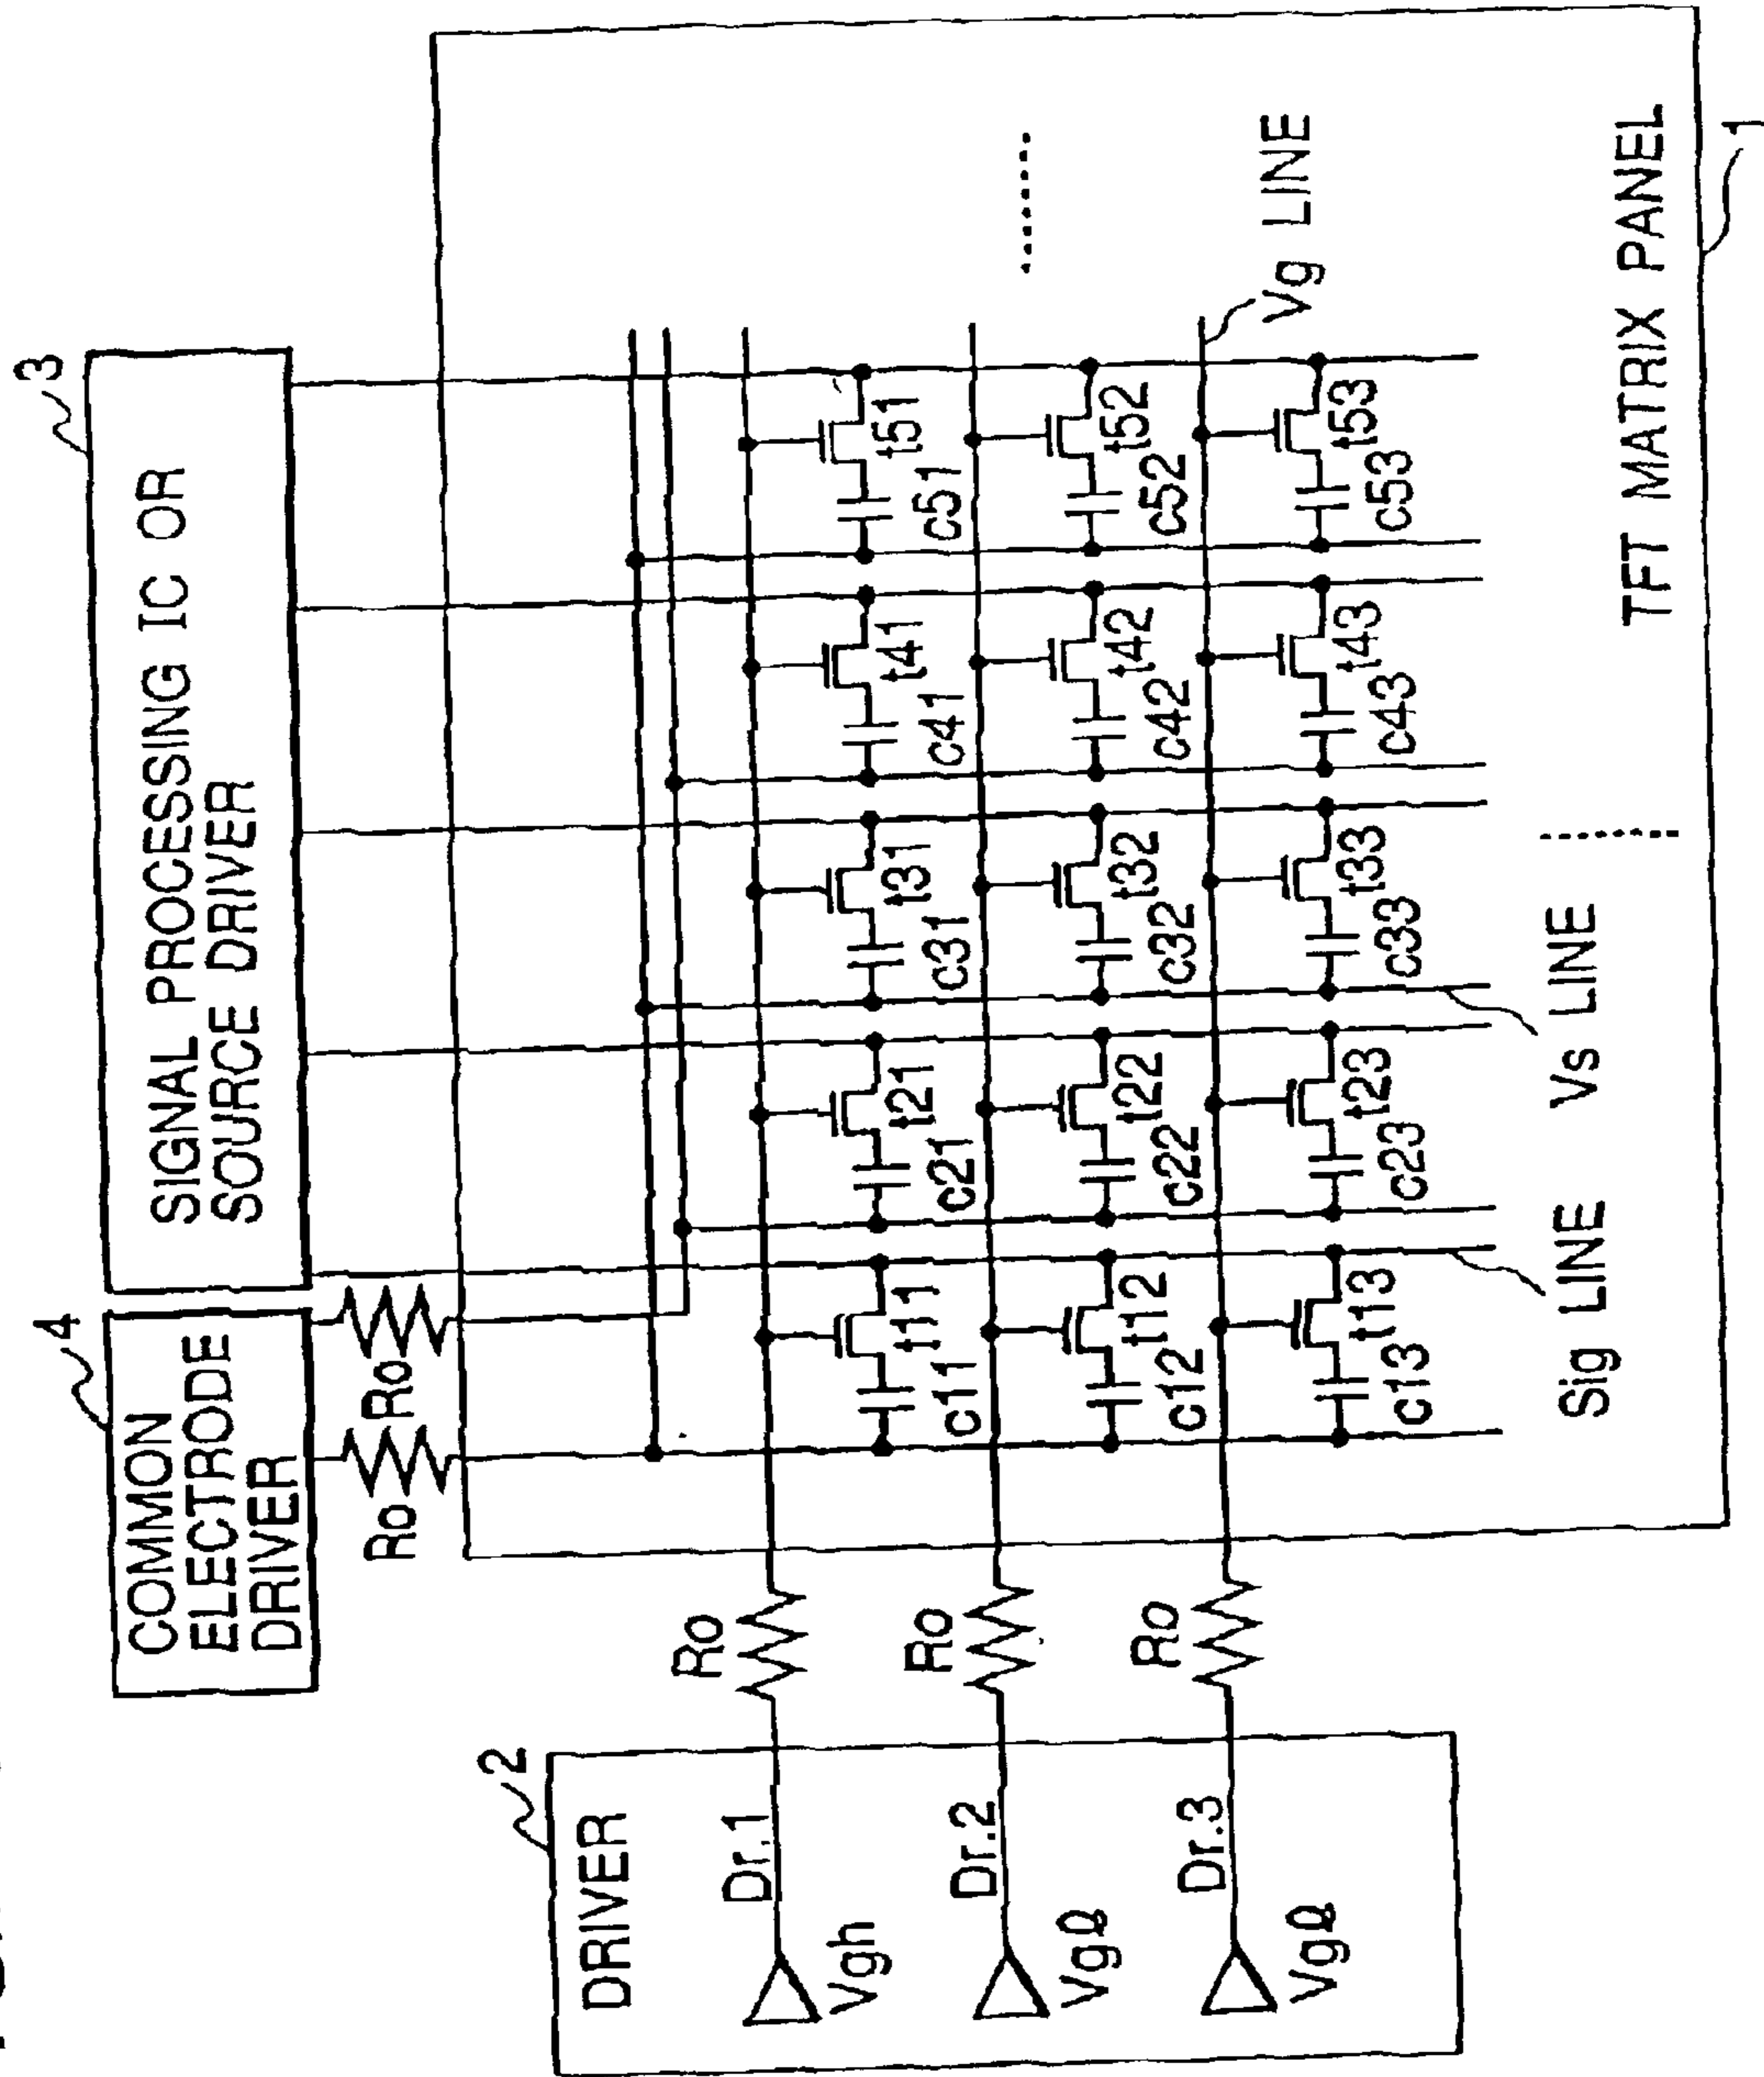 3
SIGNAL PROCESSING IC OR
SOURCE DRIVER
4
COMMON
ELECTRODE
DRIVER
Ro
Ro
2
DRIVER
Dr.1
Vgh
Ro
Dr.2
Vgℓ
Ro
Dr.3
Vgℓ
Ro
t11
c11
t21
c21
t31
c31
t41
c41
t51
c51
t12
c12
t22
c22
t32
c32
t42
c42
t52
c52
t13
c13
t23
c23
t33
c33
t43
c43
t53
c53
Vg LINE
Sig LINE
Vs LINE
TFT MATRIX PANEL
1